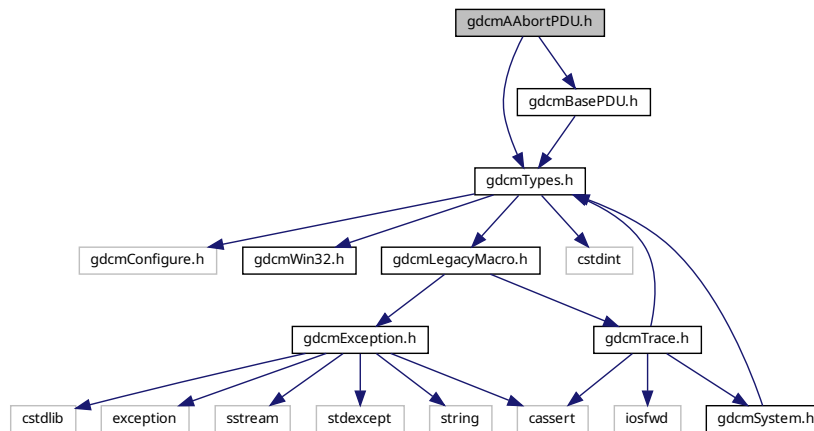 gdcmAAbortPDU.h
gdcmBasePDU.h
gdcmTypes.h
gdcmConfigure.h
gdcmWin32.h
gdcmLegacyMacro.h
cstdint
gdcmException.h
gdcmTrace.h
cstdlib
exception
sstream
stdexcept
string
cassert
iosfwd
gdcmSystem.h